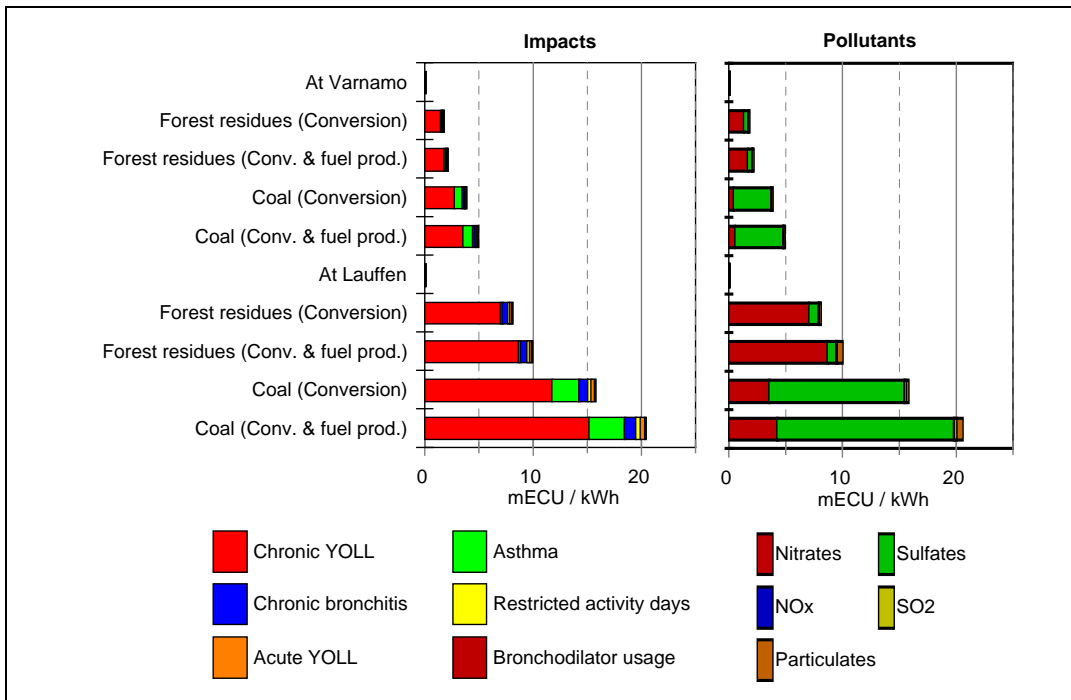 Impacts
Pollutants
At Varnamo
Forest residues (Conversion)
Forest residues (Conv. & fuel prod.)
Coal (Conversion)
Coal (Conv. & fuel prod.)
At Lauffen
Forest residues (Conversion)
Forest residues (Conv. & fuel prod.)
Coal (Conversion)
Coal (Conv. & fuel prod.)
0 10 20
mECU / kWh
0 10 20
mECU / kWh
Chronic YOLL
Asthma
Chronic bronchitis
Restricted activity days
Acute YOLL
Bronchodilator usage
Nitrates
Sulfates
NOx
SO2
Particulates